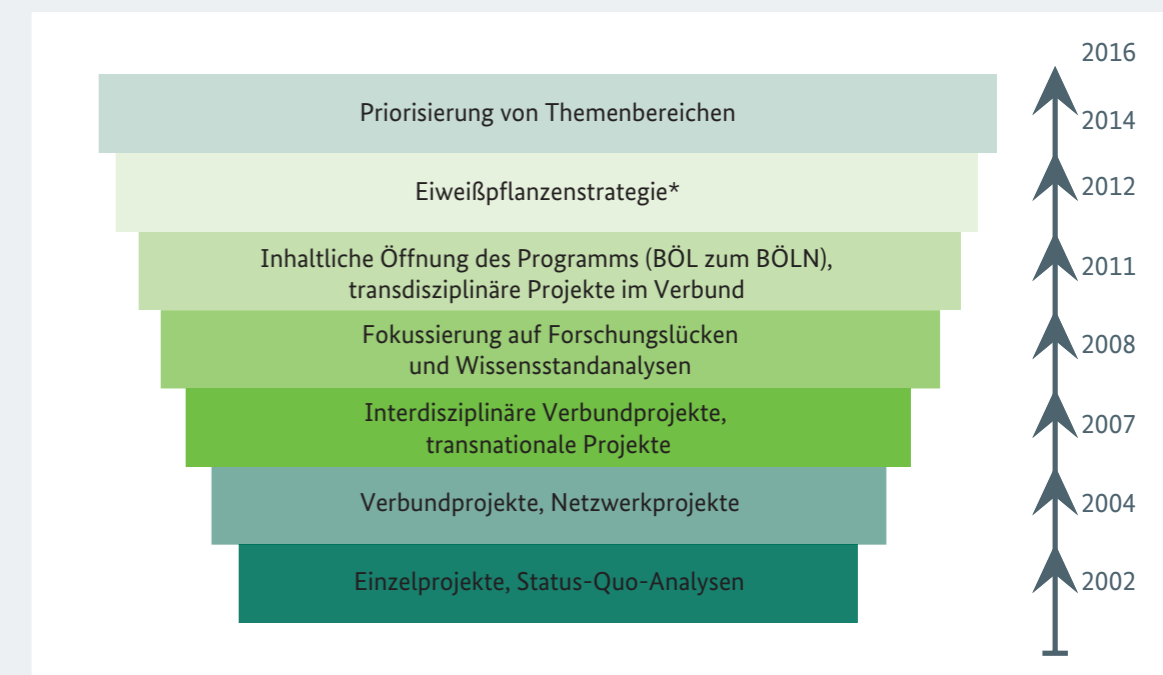 2016
Priorisierung von Themenbereichen
2014
Eiweißpflanzenstrategie*
2012
Inhaltliche Öffnung des Programms (BÖL zum BÖLN),
transdisziplinäre Projekte im Verbund
2011
Fokussierung auf Forschungslücken
und Wissensstandanalysen
2008
Interdisziplinäre Verbundprojekte,
transnationale Projekte
2007
Verbundprojekte, Netzwerkprojekte
2004
Einzelprojekte, Status-Quo-Analysen
2002